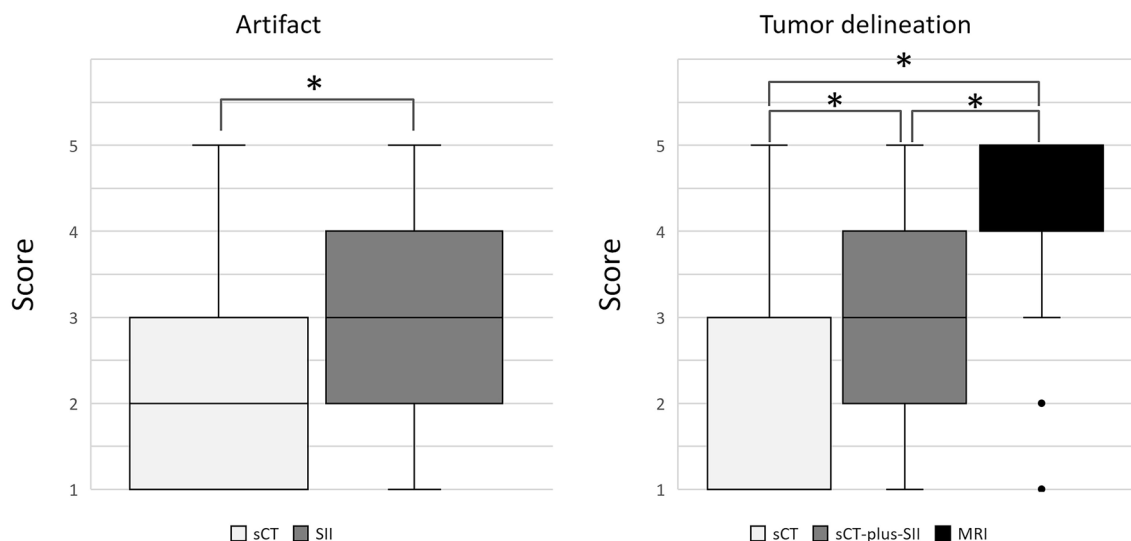 Artifact
*
Score
5
4
3
2
1
sCT SII
Tumor delineation
*
* *
Score
5
4
3
2
1
sCT sCT-plus-SII MRI